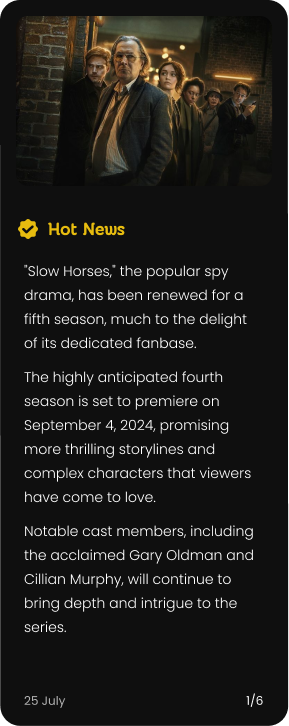 Hot News
"Slow Horses," the popular spy
drama, has been renewed for a
fifth season, much to the delight
of its dedicated fanbase.
The highly anticipated fourth
season is set to premiere on
September 4, 2024, promising
more thrilling storylines and
complex characters that viewers
have come to love.
Notable cast members, including
the acclaimed Gary Oldman and
Cillian Murphy, will continue to
bring depth and intrigue to the
series.
25 July
1/6